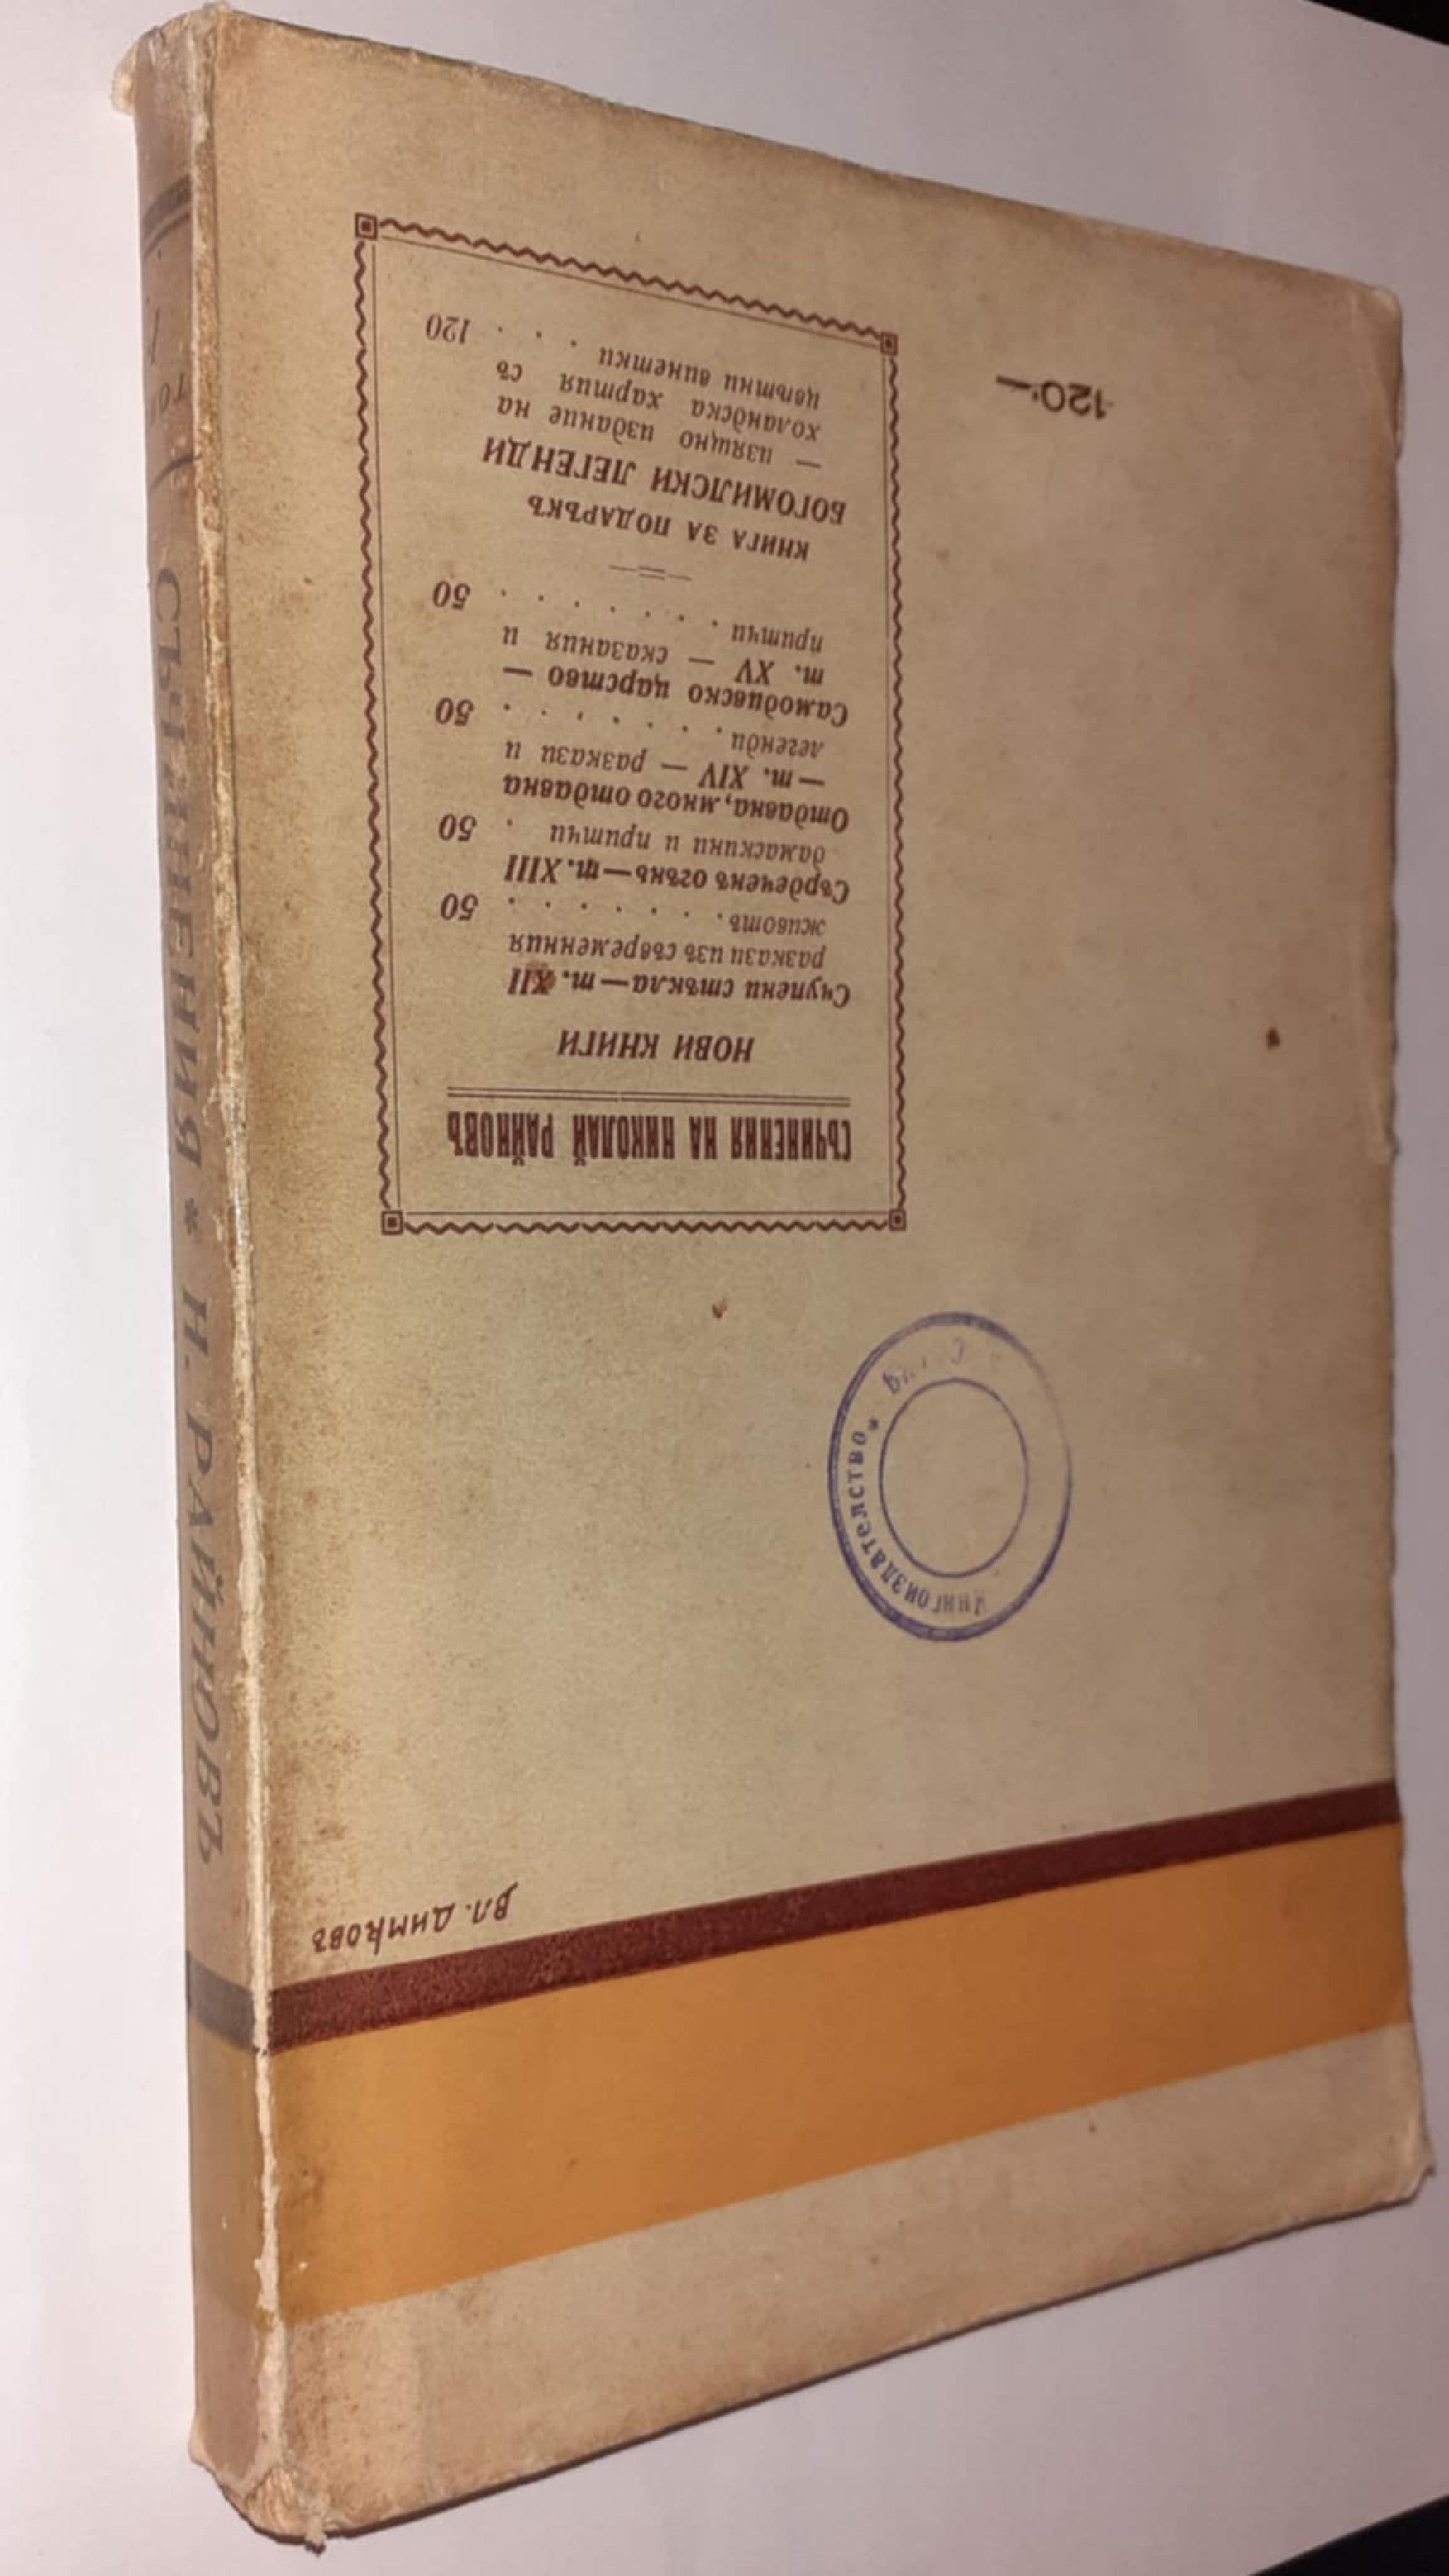 СЪЧИНЕНИЯ НА НИКОЛАЙ РАЙНОВЪ
НОВИ КНИГИ
Счупени стъкла — т. XII
разкази изъ съвременния
животъ. . . . . . . 50
Сърдеченъ огънь — т. XIII
дамаскини и притчи . 50
Отдавна, много отдавна
— т. XIV — разкази и
легенди . . . . . . . 50
Самодивско царство —
т. XV — сказания и
притчи . . . . . . . 50
КНИГА ЗА ПОДАРЪКЪ
БОГОМИЛСКИ ЛЕГЕНДИ
— изящно издание на
холандска хартия съ
цвѣтни винетки . . . 120
120·—
Книгоиздателство *
ВЛ. ДИМКОВЪ
Н. РАЙНОВЪ * СЪЧИНЕНИЯ